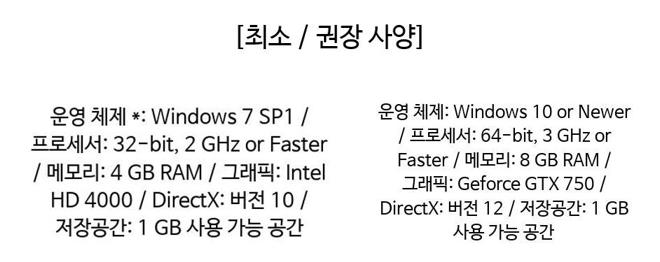 [최소 / 권장 사양]
운영 체제 *: Windows 7 SP1 /
프로세서: 32-bit, 2 GHz or Faster
/ 메모리: 4 GB RAM / 그래픽: Intel
HD 4000 / DirectX: 버전 10 /
저장공간: 1 GB 사용 가능 공간
운영 체제: Windows 10 or Newer
/ 프로세서: 64-bit, 3 GHz or
Faster / 메모리: 8 GB RAM /
그래픽: Geforce GTX 750 /
DirectX: 버전 12 / 저장공간: 1 GB
사용 가능 공간